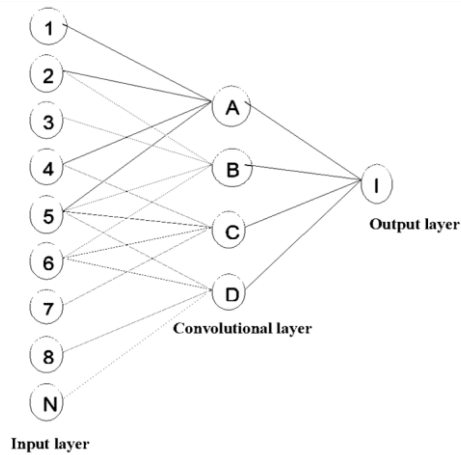 1
2
3
4
5
6
7
8
N
A
B
C
D
I
Output layer
Convolutional layer
Input layer